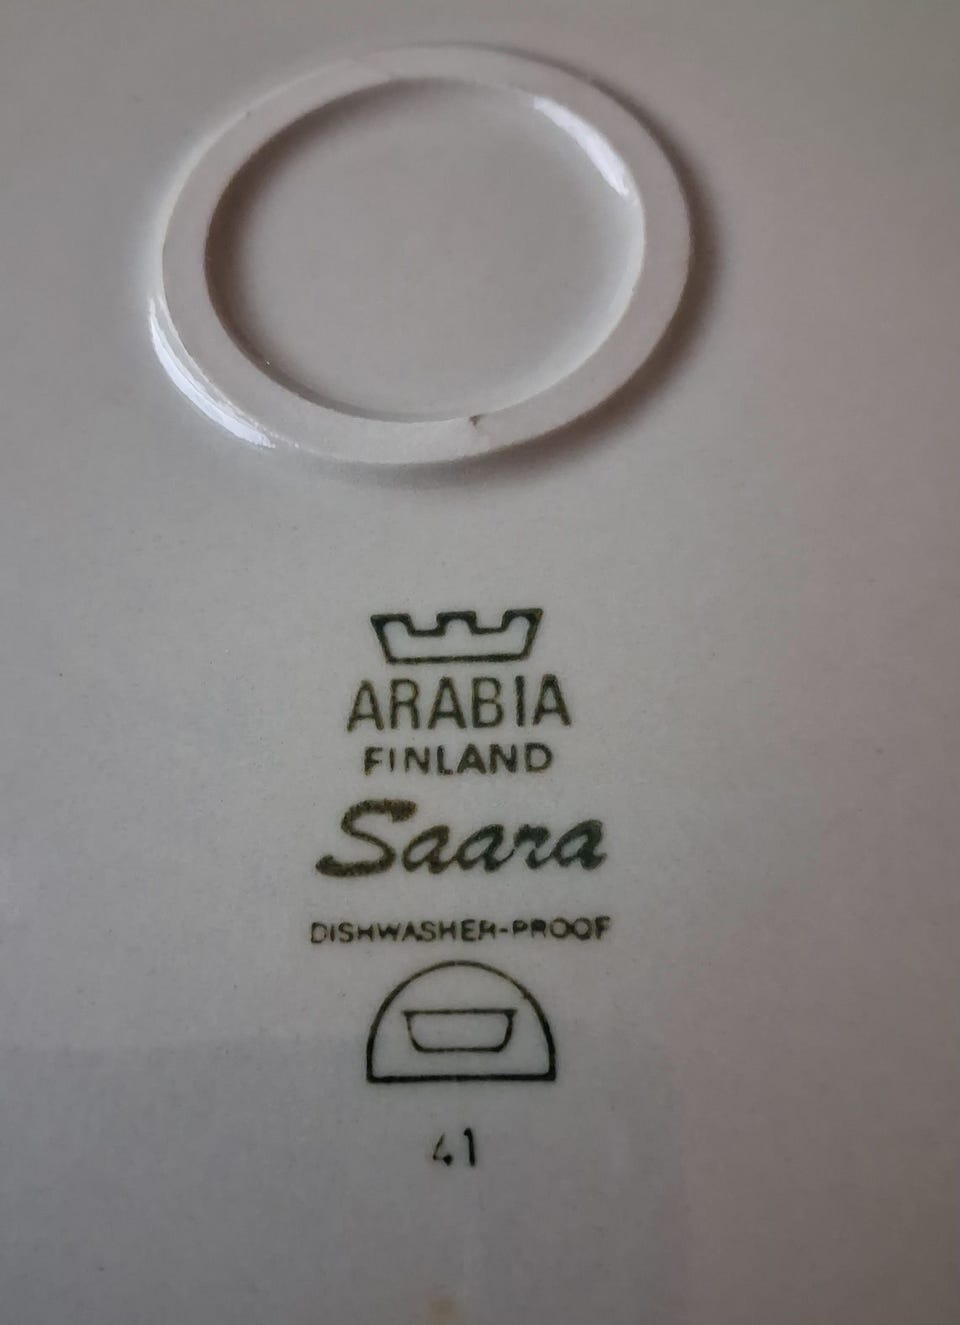 ARABIA
FINLAND
Saara
DISHWASHER-PROOF
41